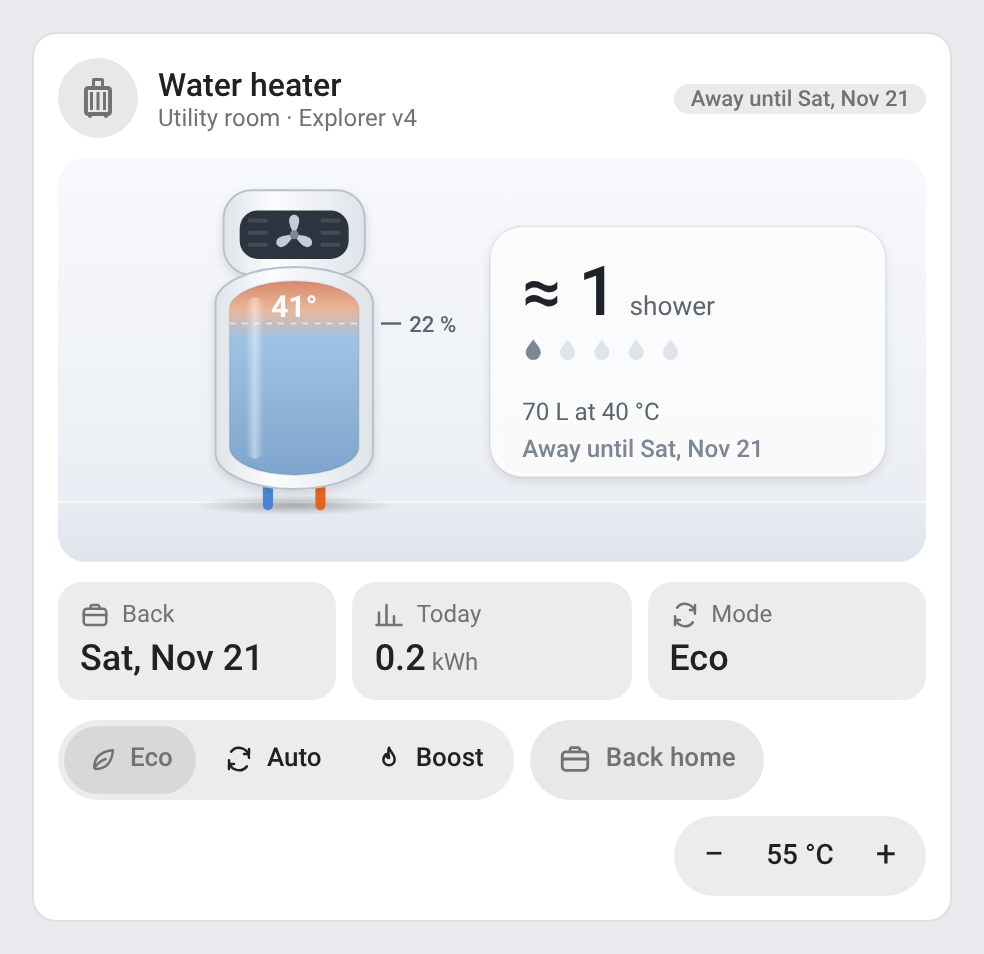 Water heater
Utility room · Explorer v4
Away until Sat, Nov 21
41°
22 %
≈ 1 shower
70 L at 40 °C
Away until Sat, Nov 21
Back
Sat, Nov 21
Today
0.2 kWh
Mode
Eco
Eco Auto Boost Back home
− 55 °C +